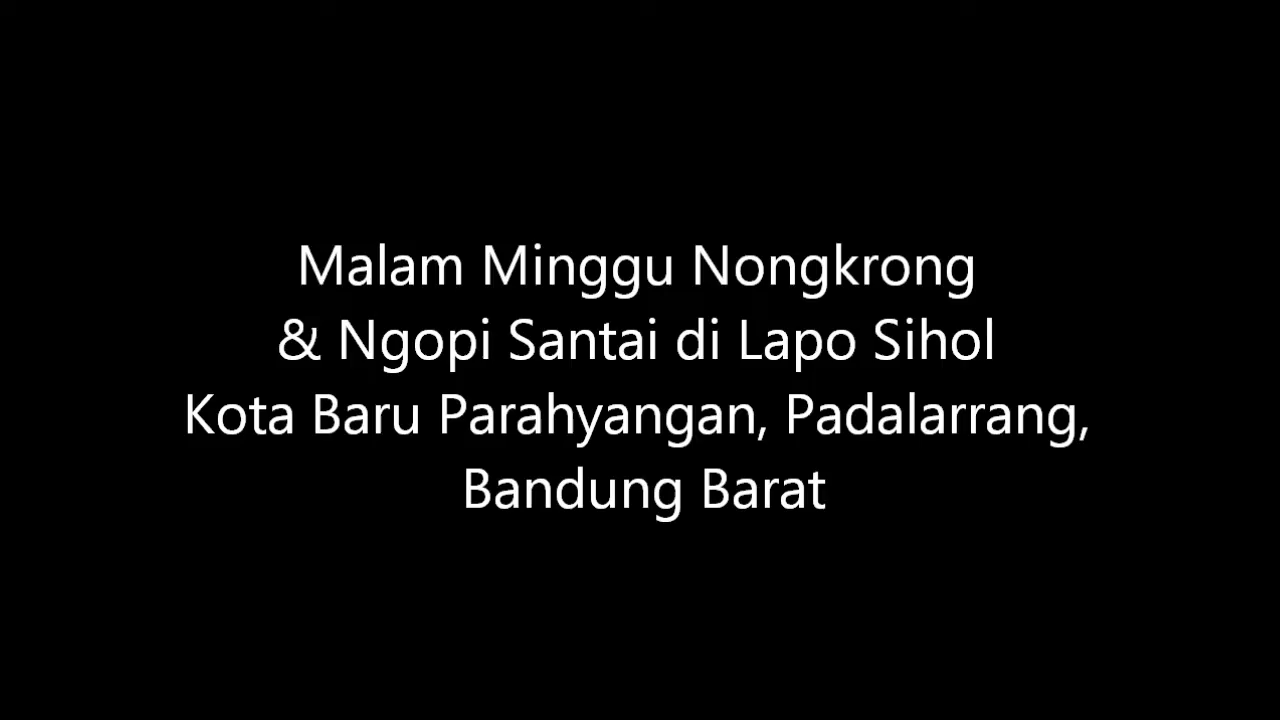 Malam Minggu Nongkrong
& Ngopi Santai di Lapo Sihol
Kota Baru Parahyangan, Padalarrang,
Bandung Barat